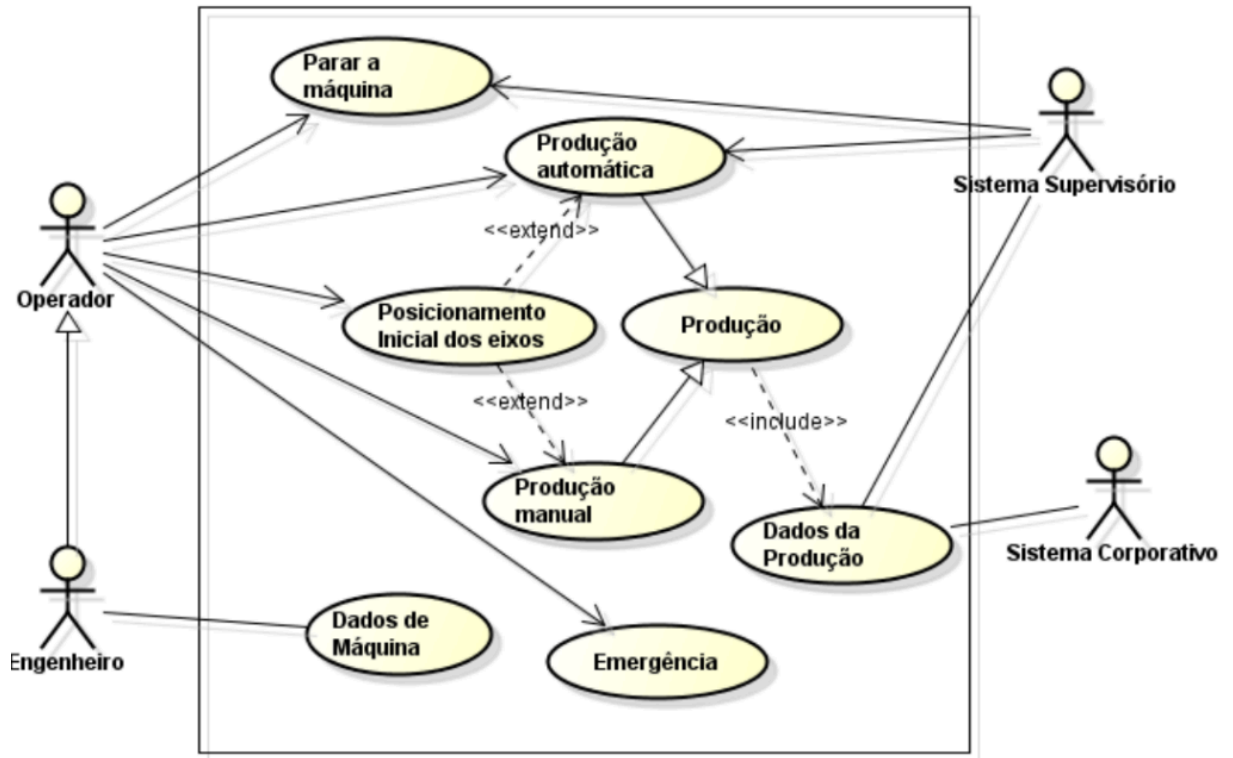 Parar a
máquina
Produção
automática
Sistema Supervisório
<<extend>>
Operador
Posicionamento
Inicial dos eixos
Produção
<<extend>>
<<include>>
Produção
manual
Dados da
Produção
Sistema Corporativo
Dados de
Máquina
Engenheiro
Emergência